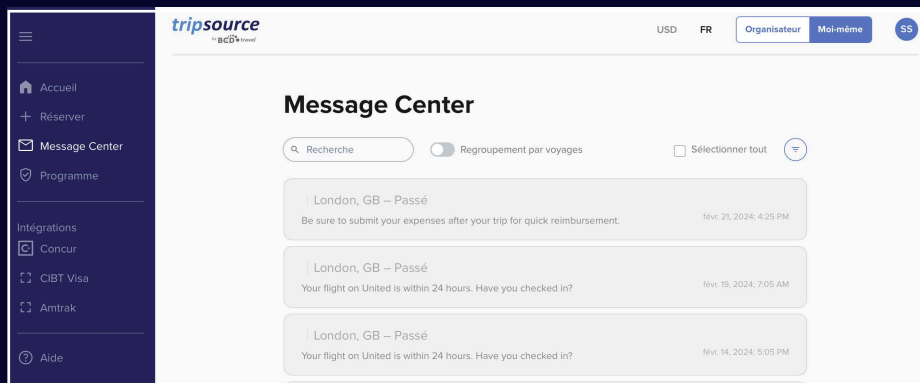 tripsource
by BCD travel
USD
FR
Organisateur
Moi-même
SS
Accueil
Réserver
Message Center
Programme
Intégrations
Concur
CIBT Visa
Amtrak
Aide
Message Center
Recherche
Regroupement par voyages
Sélectionner tout
London, GB – Passé
Be sure to submit your expenses after your trip for quick reimbursement.
févr. 21, 2024; 4:25 PM
London, GB – Passé
Your flight on United is within 24 hours. Have you checked in?
févr. 19, 2024; 7:05 AM
London, GB – Passé
Your flight on United is within 24 hours. Have you checked in?
févr. 14, 2024; 5:05 PM